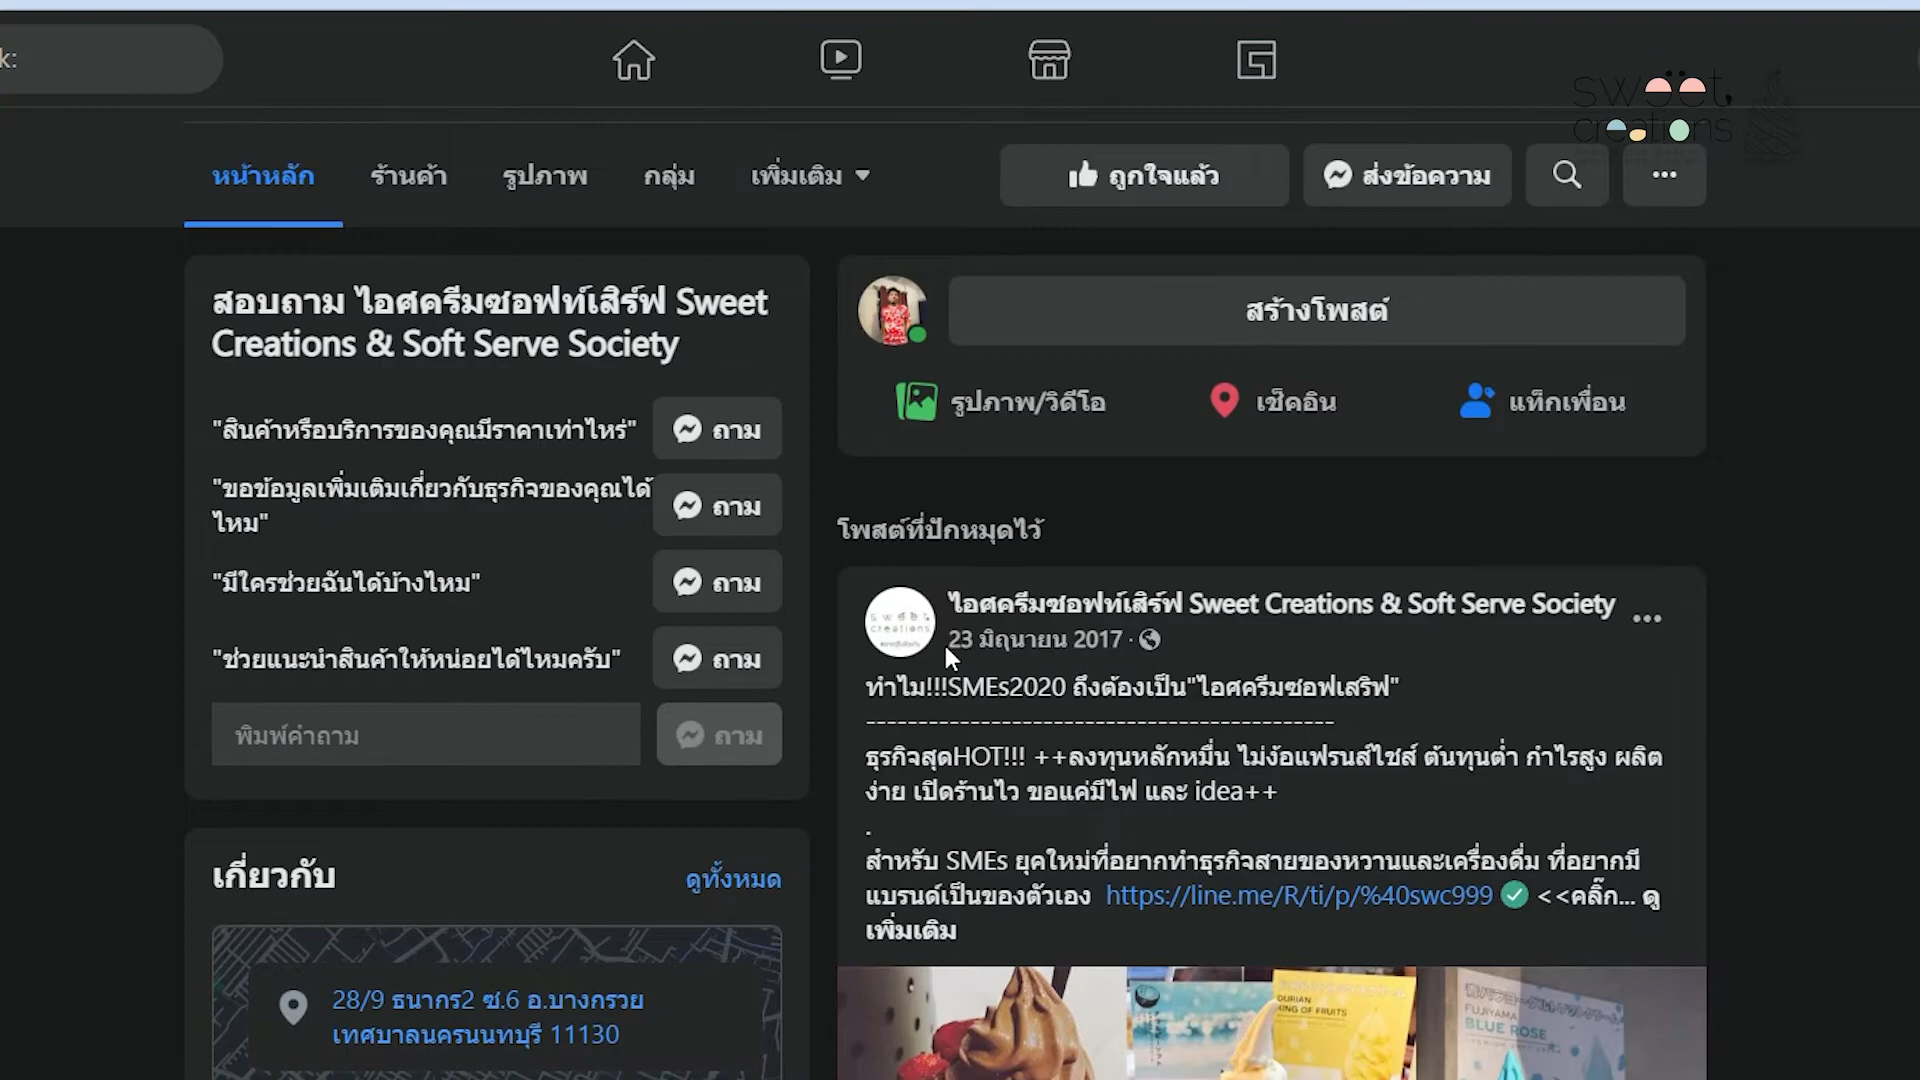 k:
sweet
creations
หน้าหลัก
ร้านค้า
รูปภาพ
กลุ่ม
เพิ่มเติม
ถูกใจแล้ว
ส่งข้อความ
สอบถาม ไอศครีมซอฟท์เสิร์ฟ Sweet
Creations & Soft Serve Society
"สินค้าหรือบริการของคุณมีราคาเท่าไหร่"
ถาม
"ขอข้อมูลเพิ่มเติมเกี่ยวกับธุรกิจของคุณได้
ไหม"
ถาม
"มีใครช่วยฉันได้บ้างไหม"
ถาม
"ช่วยแนะนำสินค้าให้หน่อยได้ไหมครับ"
ถาม
พิมพ์คำถาม
ถาม
เกี่ยวกับ
ดูทั้งหมด
28/9 ธนากร2 ซ.6 อ.บางกรวย
เทศบาลนครนนทบุรี 11130
สร้างโพสต์
รูปภาพ/วิดีโอ
เช็คอิน
แท็กเพื่อน
โพสต์ที่ปักหมุดไว้
sweet
creations
ไอศครีมซอฟท์เสิร์ฟ Sweet Creations & Soft Serve Society
23 มิถุนายน 2017 ·
ทำไม!!!SMEs2020 ถึงต้องเป็น"ไอศครีมซอฟเสริฟ"
---------------------------------------------
ธุรกิจสุดHOT!!! ++ลงทุนหลักหมื่น ไม่ง้อแฟรนส์ไชส์ ต้นทุนต่ำ กำไรสูง ผลิต
ง่าย เปิดร้านไว ขอแค่มีไฟ และ idea++
.
สำหรับ SMEs ยุคใหม่ที่อยากทำธุรกิจสายของหวานและเครื่องดื่ม ที่อยากมี
แบรนด์เป็นของตัวเอง https://line.me/R/ti/p/%40swc999 <<คลิ๊ก... ดู
เพิ่มเติม
DURIAN
KING OF FRUITS
FUJIYAMA
BLUE ROSE